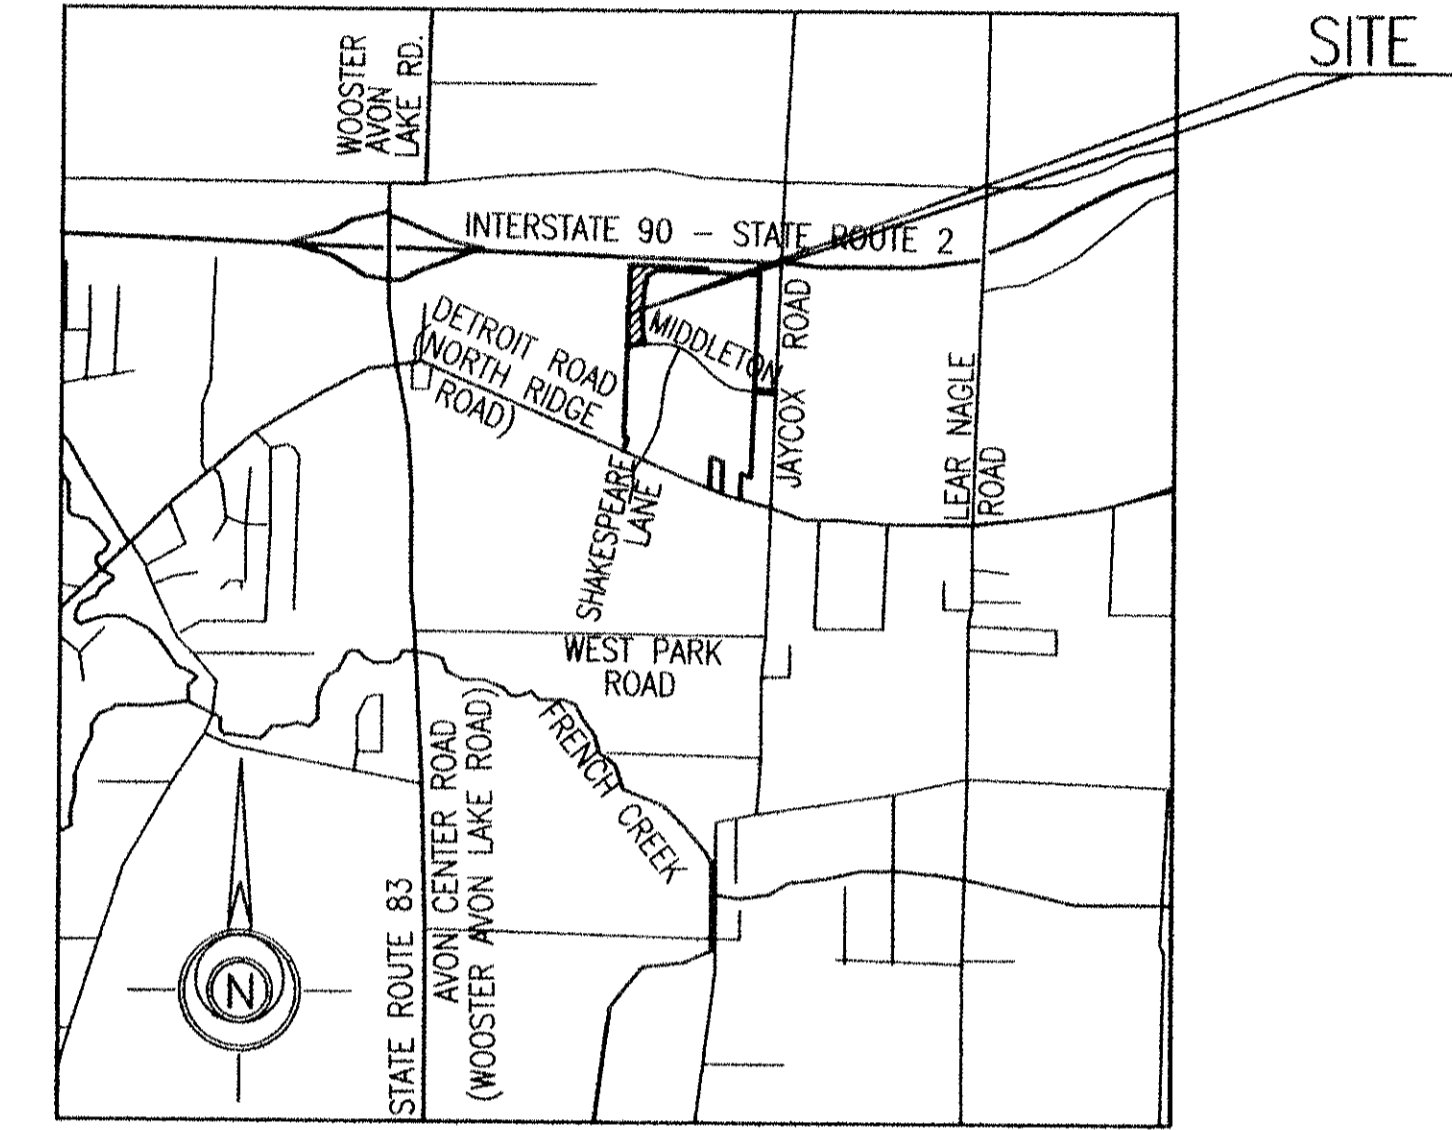 SITE
WOOSTER
AVON
LAKE RD.
INTERSTATE 90 - STATE ROUTE 2
DETROIT ROAD
(NORTH RIDGE
ROAD)
MIDDLETON
JAYCOX ROAD
LEAR NAGLE
ROAD
SHAKESPEARE
LANE
WEST PARK
ROAD
FRENCH CREEK
STATE ROUTE 83
AVON CENTER ROAD
(WOOSTER AVON LAKE ROAD)
N